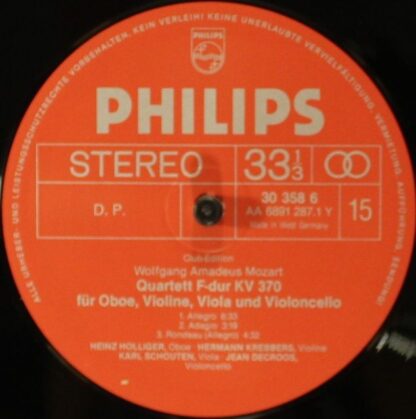 ALLE URHEBER- UND LEISTUNGSSCHUTZRECHTE VORBEHALTEN. KEIN VERLEIH! KEINE UNERLAUBTE VERVIELFÄLTIGUNG, VERMIETUNG, AUFFÜHRUNG, SENDUNG!
PHILIPS
PHILIPS
STEREO 33 1/3
D. P. 30 358 6 15
AA 6891 287.1 Y
Made in West Germany
Club-Edition
Wolfgang Amadeus Mozart
Quartett F-dur KV 370
für Oboe, Violine, Viola und Violoncello
1. Allegro 6:33
2. Adagio 3:19
3. Rondeau (Allegro) 4:32
HEINZ HOLLIGER, Oboe · HERMANN KREBBERS, Violine
KARL SCHOUTEN, Viola · JEAN DECROOS,
Violoncello